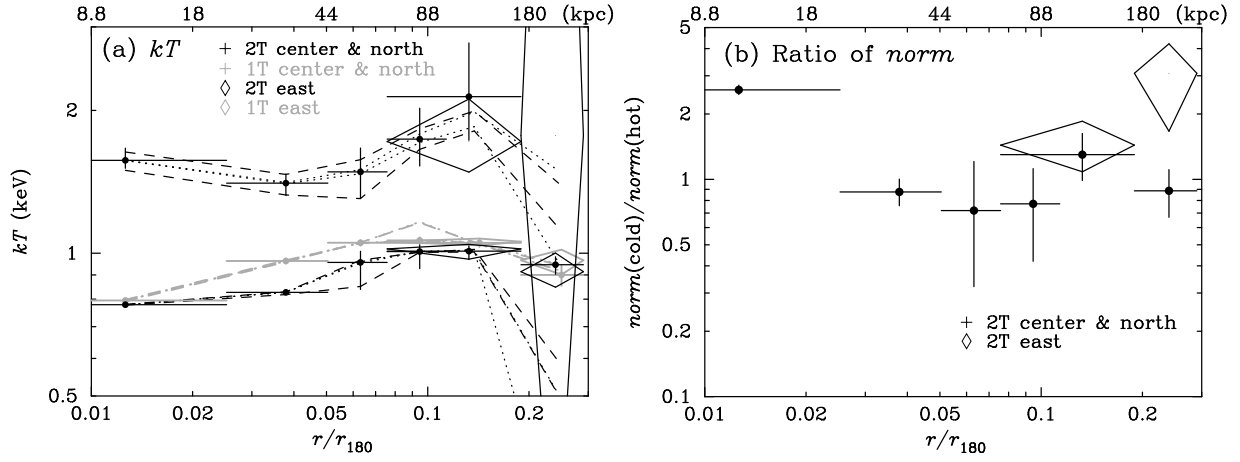 8.8 18 44 88 180 (kpc)
(a) kT
2T center & north
1T center & north
2T east
1T east
2
1
0.5
kT (keV)
0.01 0.02 0.05 0.1 0.2
r/r180
8.8 18 44 88 180 (kpc)
(b) Ratio of norm
5
2
1
0.5
0.2
0.1
norm(cold)/norm(hot)
2T center & north
2T east
0.01 0.02 0.05 0.1 0.2
r/r180